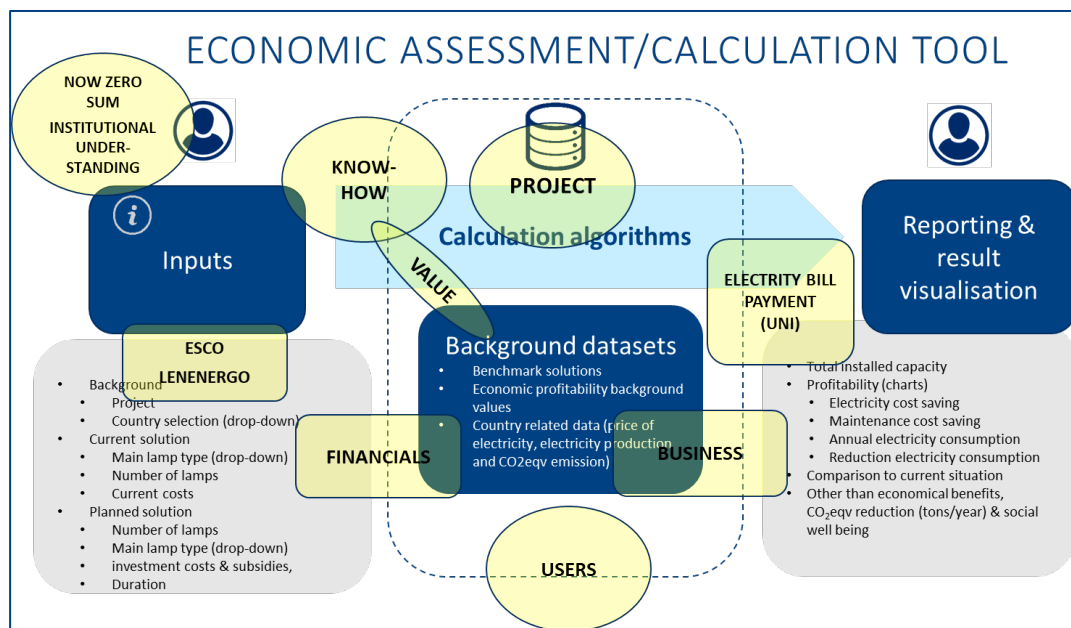 ECONOMIC ASSESSMENT/CALCULATION TOOL
NOW ZERO
SUM
INSTITUTIONAL
UNDER-
STANDING
KNOW-
HOW
PROJECT
i
Inputs
Calculation algorithms
VALUE
ELECTRITY BILL
PAYMENT
(UNI)
Reporting &
result
visualisation
ESCO
LENENERGO
• Background
• Project
• Country selection (drop-down)
• Current solution
• Main lamp type (drop-down)
• Number of lamps
• Current costs
• Planned solution
• Number of lamps
• Main lamp type (drop-down)
• investment costs & subsidies,
• Duration
FINANCIALS
Background datasets
• Benchmark solutions
• Economic profitability background
values
• Country related data (price of
electricity, electricity production
and CO2eqv emission)
BUSINESS
USERS
• Total installed capacity
• Profitability (charts)
• Electricity cost saving
• Maintenance cost saving
• Annual electricity consumption
• Reduction electricity consumption
• Comparison to current situation
• Other than economical benefits,
CO₂eqv reduction (tons/year) & social
well being